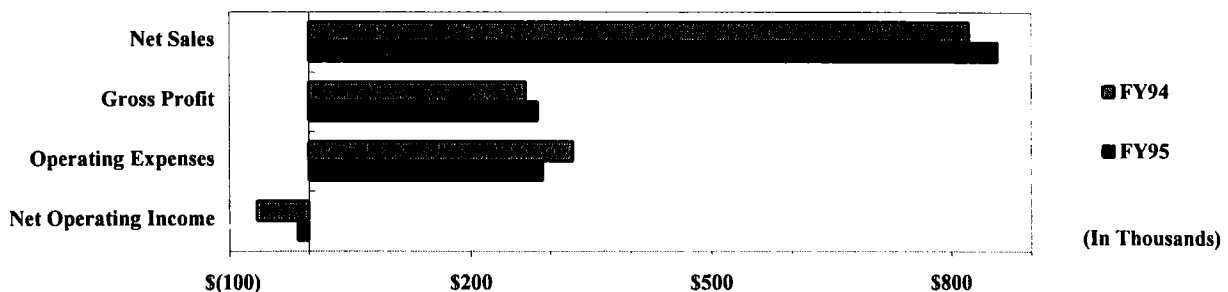 Net Sales
Gross Profit
FY94
Operating Expenses
FY95
Net Operating Income
(In Thousands)
$(100) $200 $500 $800